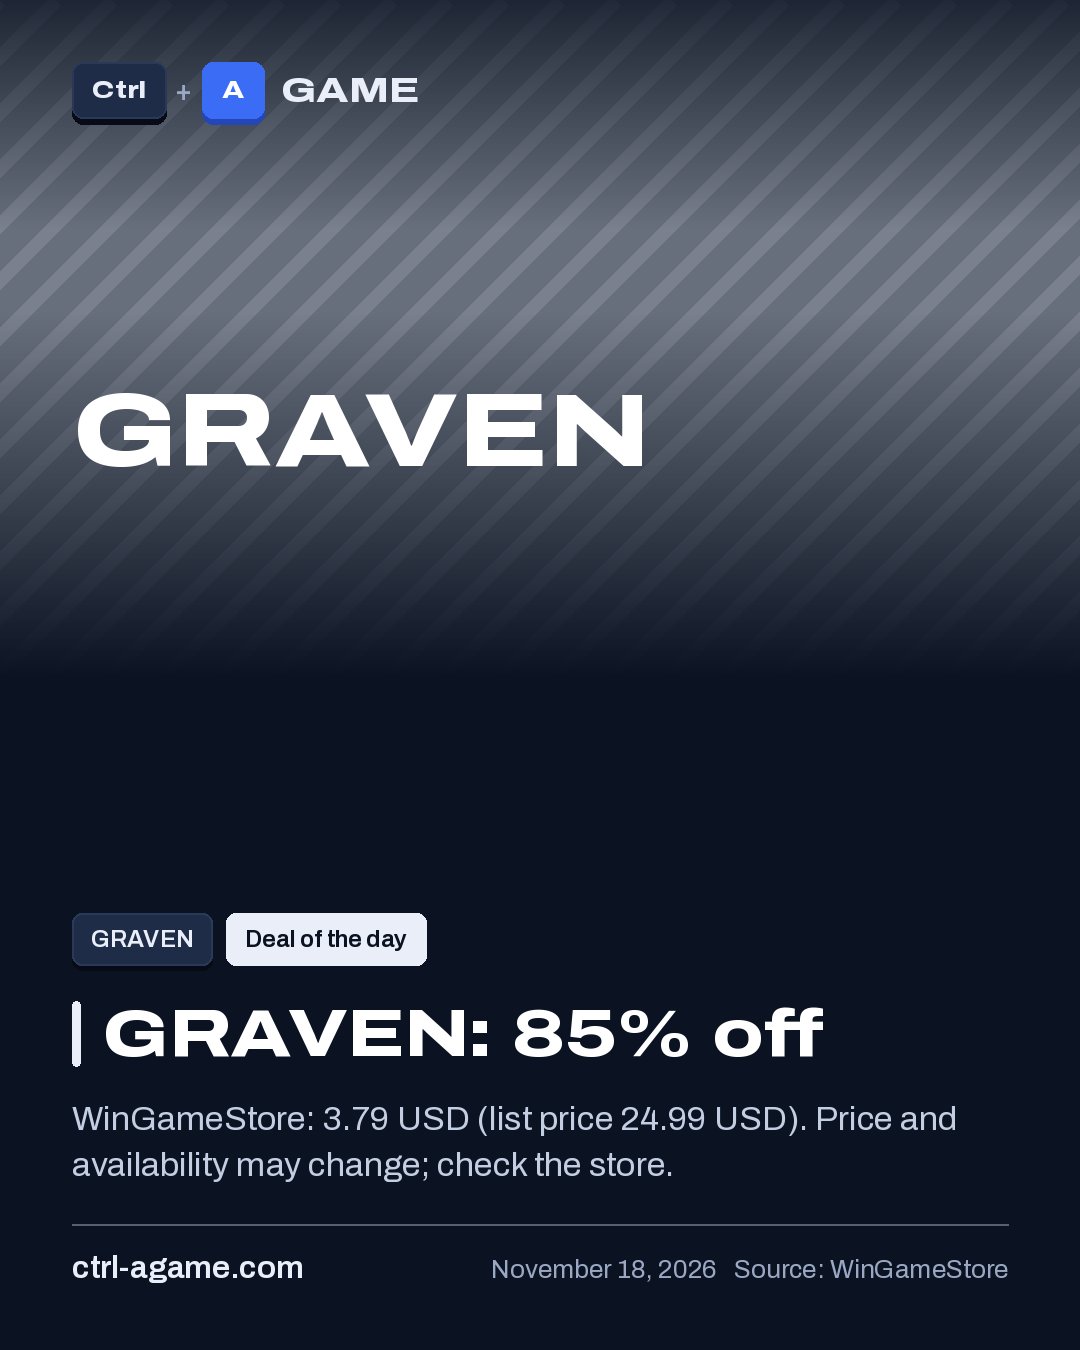 Ctrl + A GAME
GRAVEN
GRAVEN Deal of the day
GRAVEN: 85% off
WinGameStore: 3.79 USD (list price 24.99 USD). Price and
availability may change; check the store.
ctrl-agame.com November 18, 2026 Source: WinGameStore